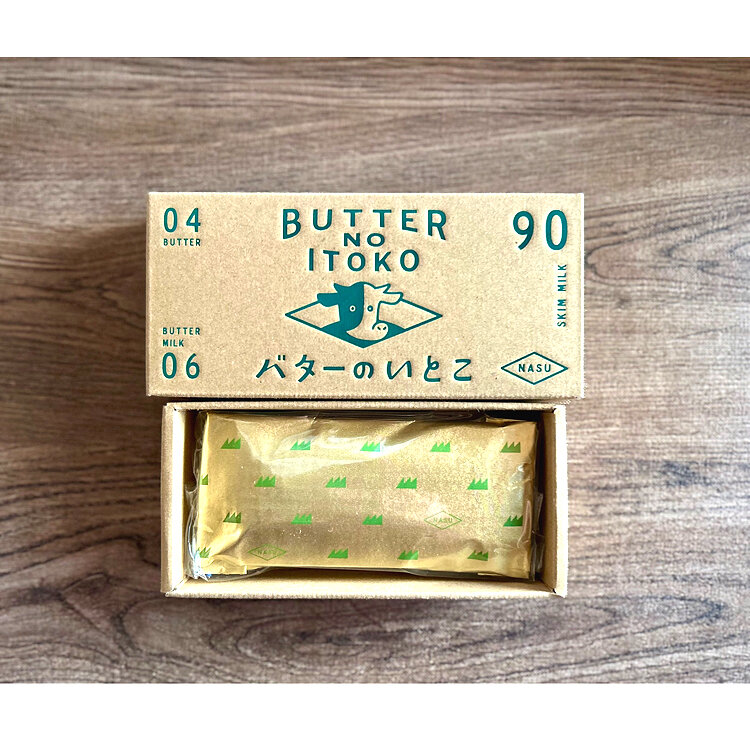 04
BUTTER
BUTTER
NO
ITOKO
90
SKIM MILK
BUTTER
MILK
06
バターのいとこ
NASU
NASU
NASU